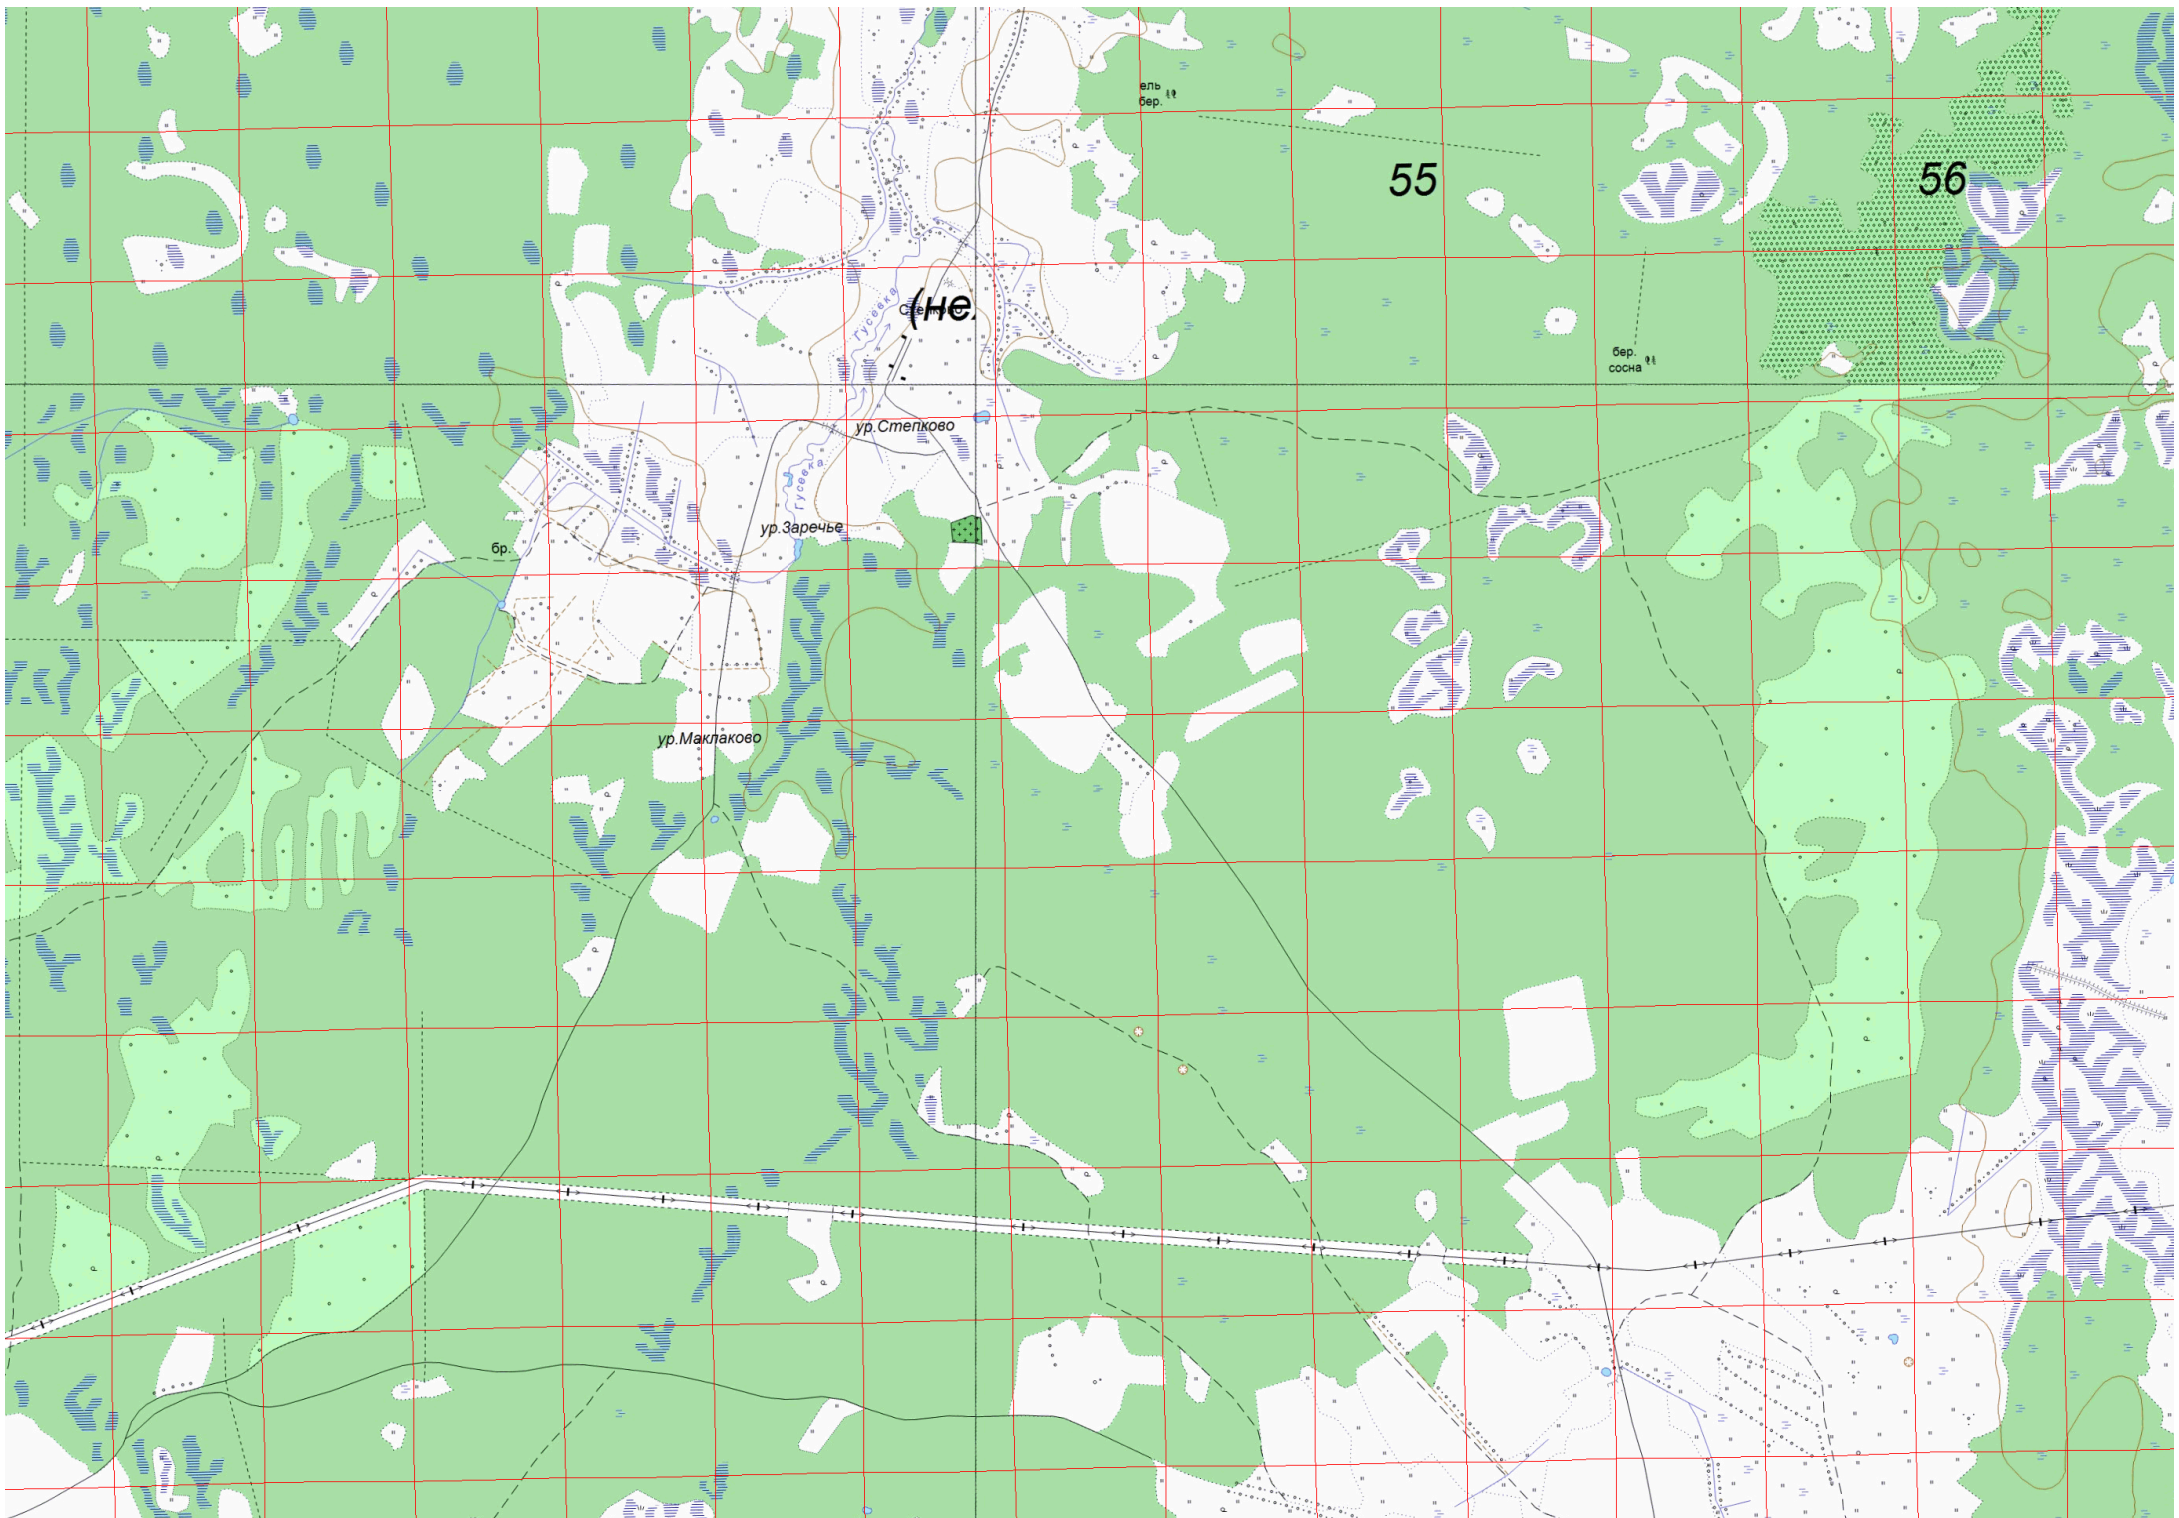 ель
бер.
55
56
Гусевка
(не.
бер.
сосна
ур.Степково
Гусевка
ур.Заречье
бр.
ур.Маклаково